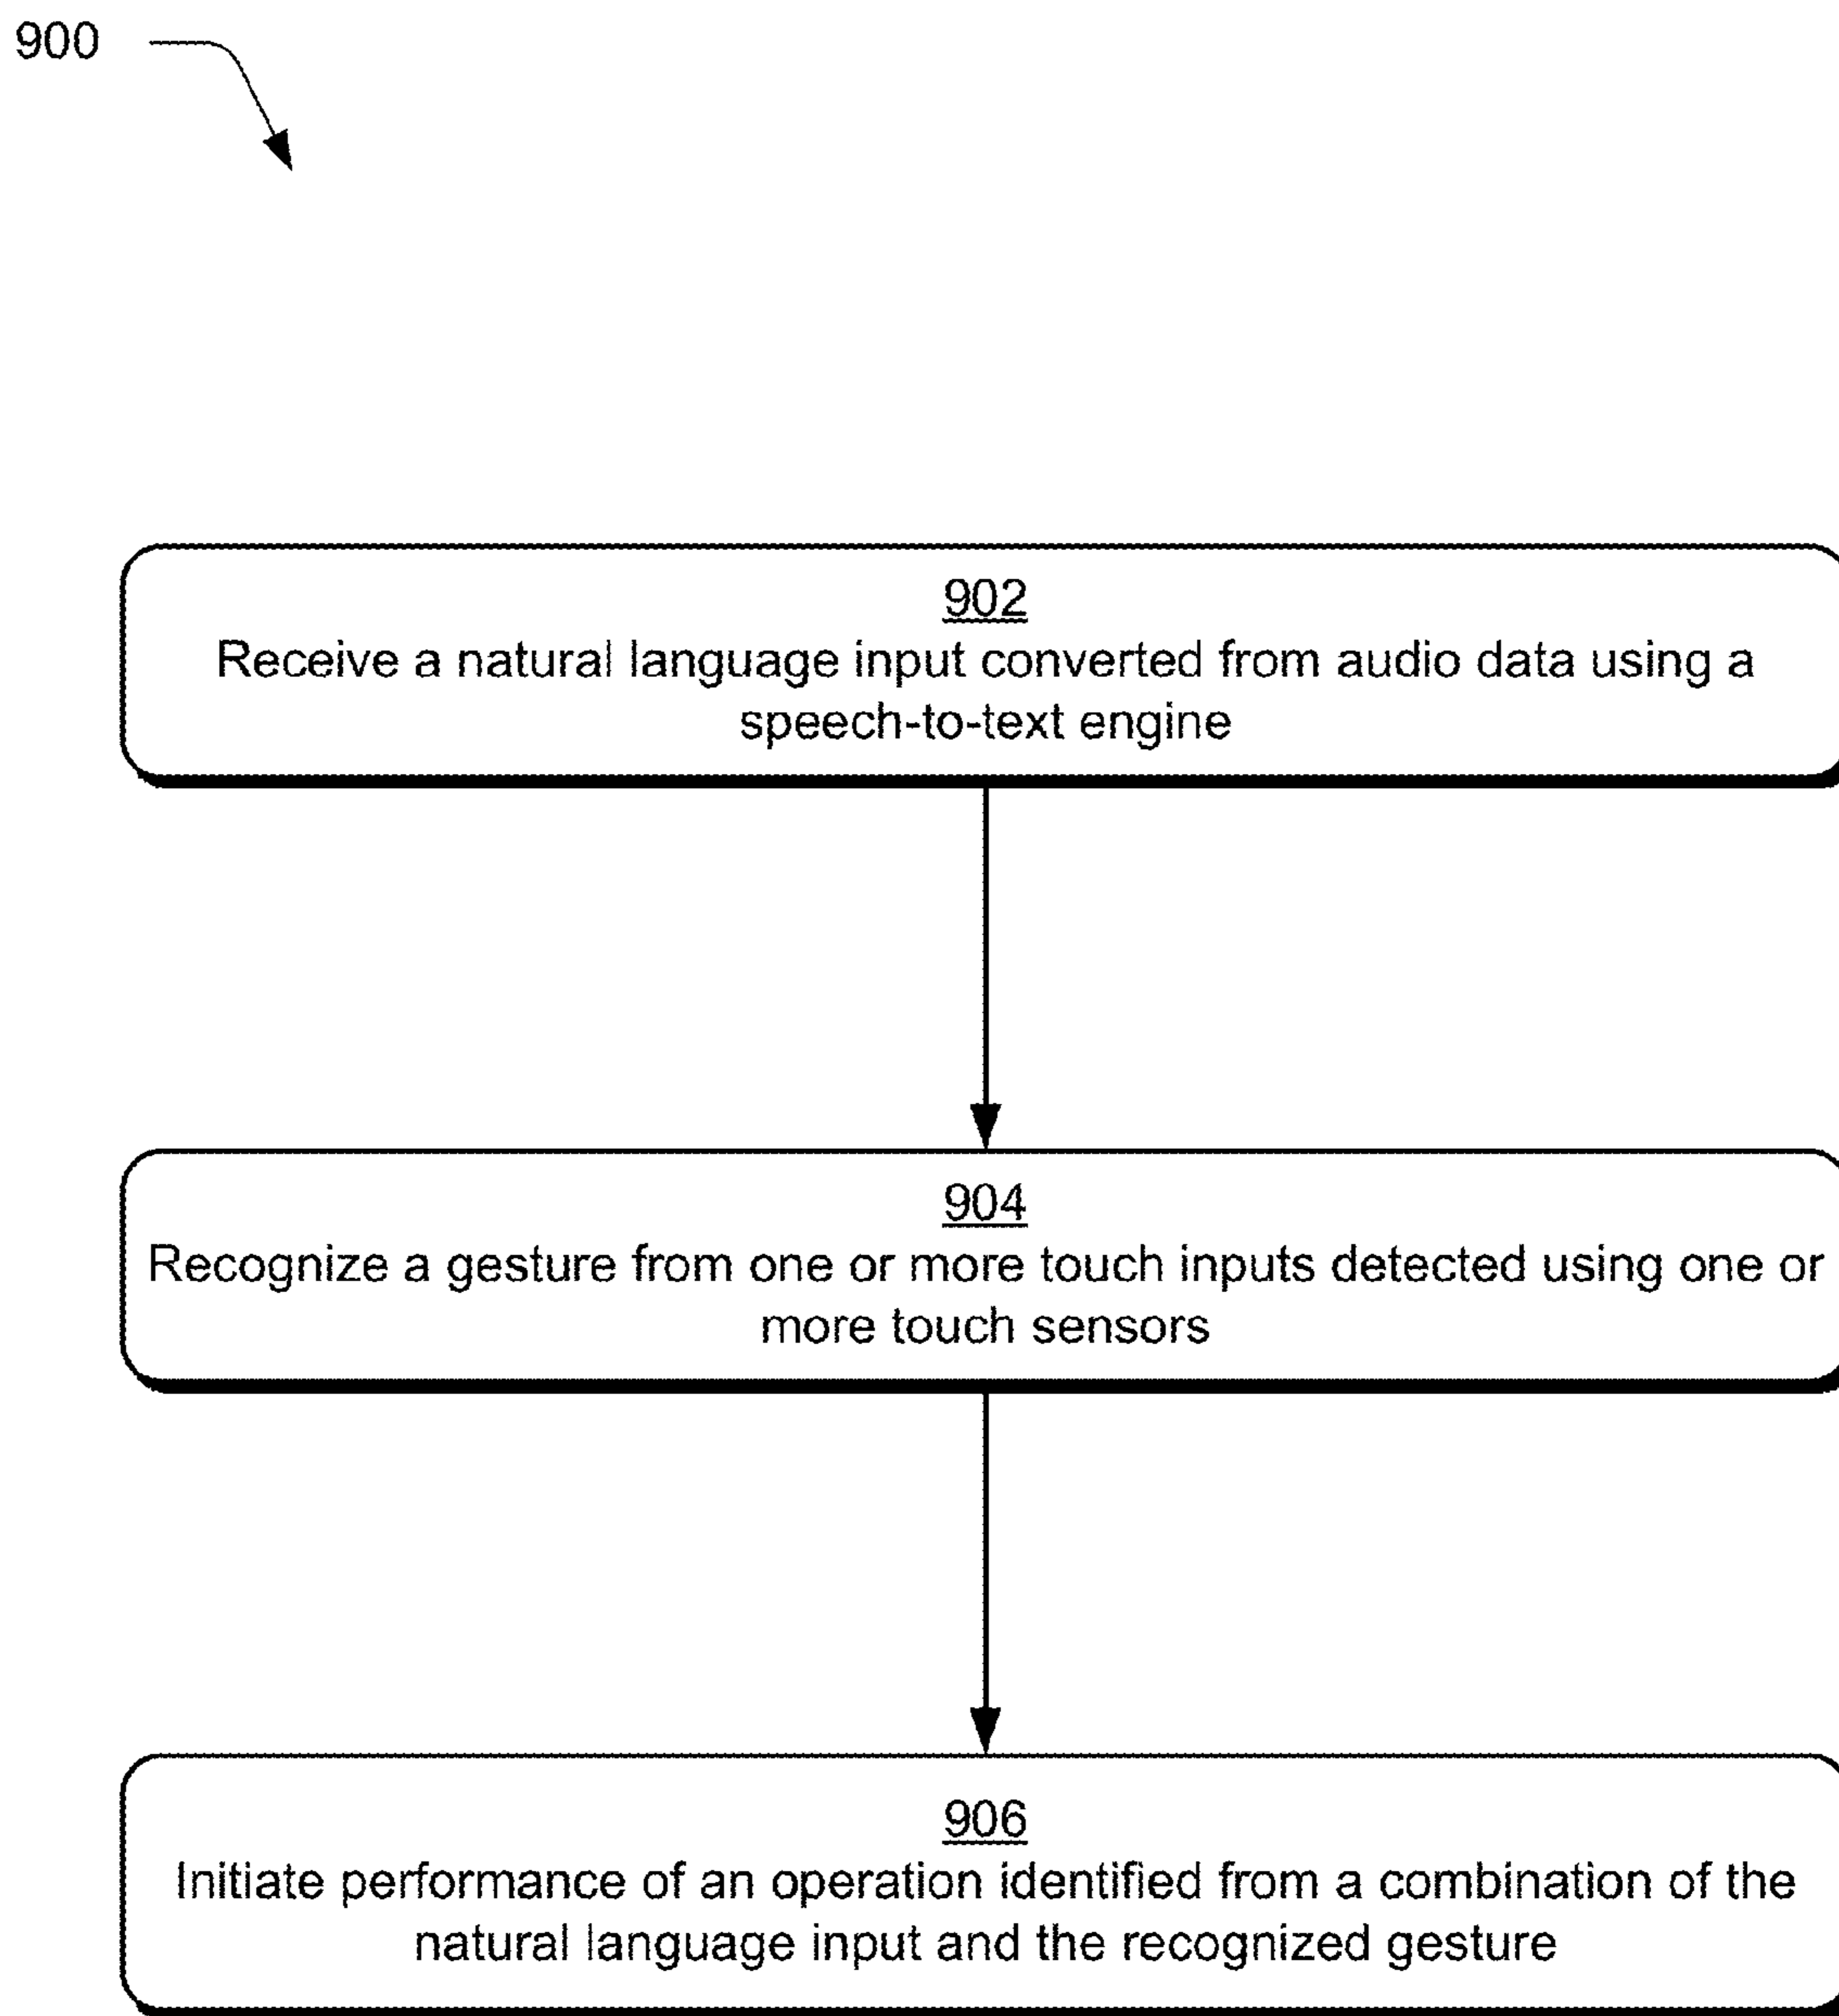 900
902
Receive a natural language input converted from audio data using a
speech-to-text engine
904
Recognize a gesture from one or more touch inputs detected using one or
more touch sensors
906
Initiate performance of an operation identified from a combination of the
natural language input and the recognized gesture